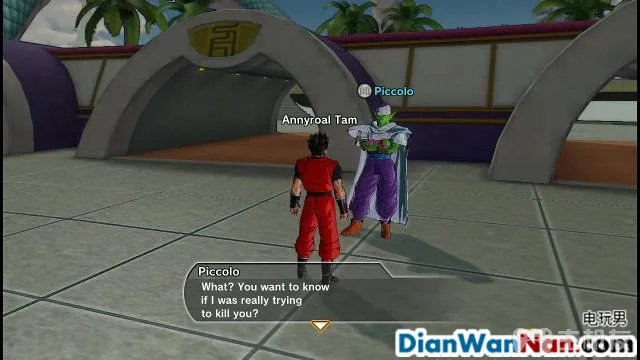 Piccolo
Annyroal Tam
Piccolo
What? You want to know
if I was really trying
to kill you?
电玩男
DianWanNan.com